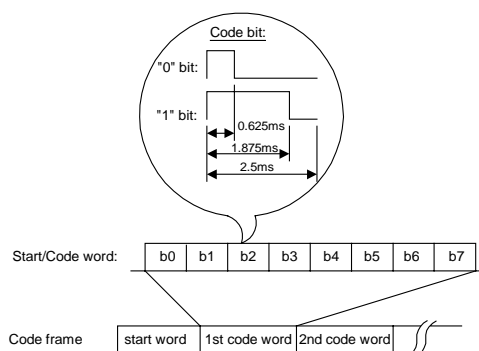 Code bit:
"0" bit:
"1" bit:
0.625ms
1.875ms
2.5ms
Start/Code word: b0 b1 b2 b3 b4 b5 b6 b7
Code frame start word 1st code word 2nd code word